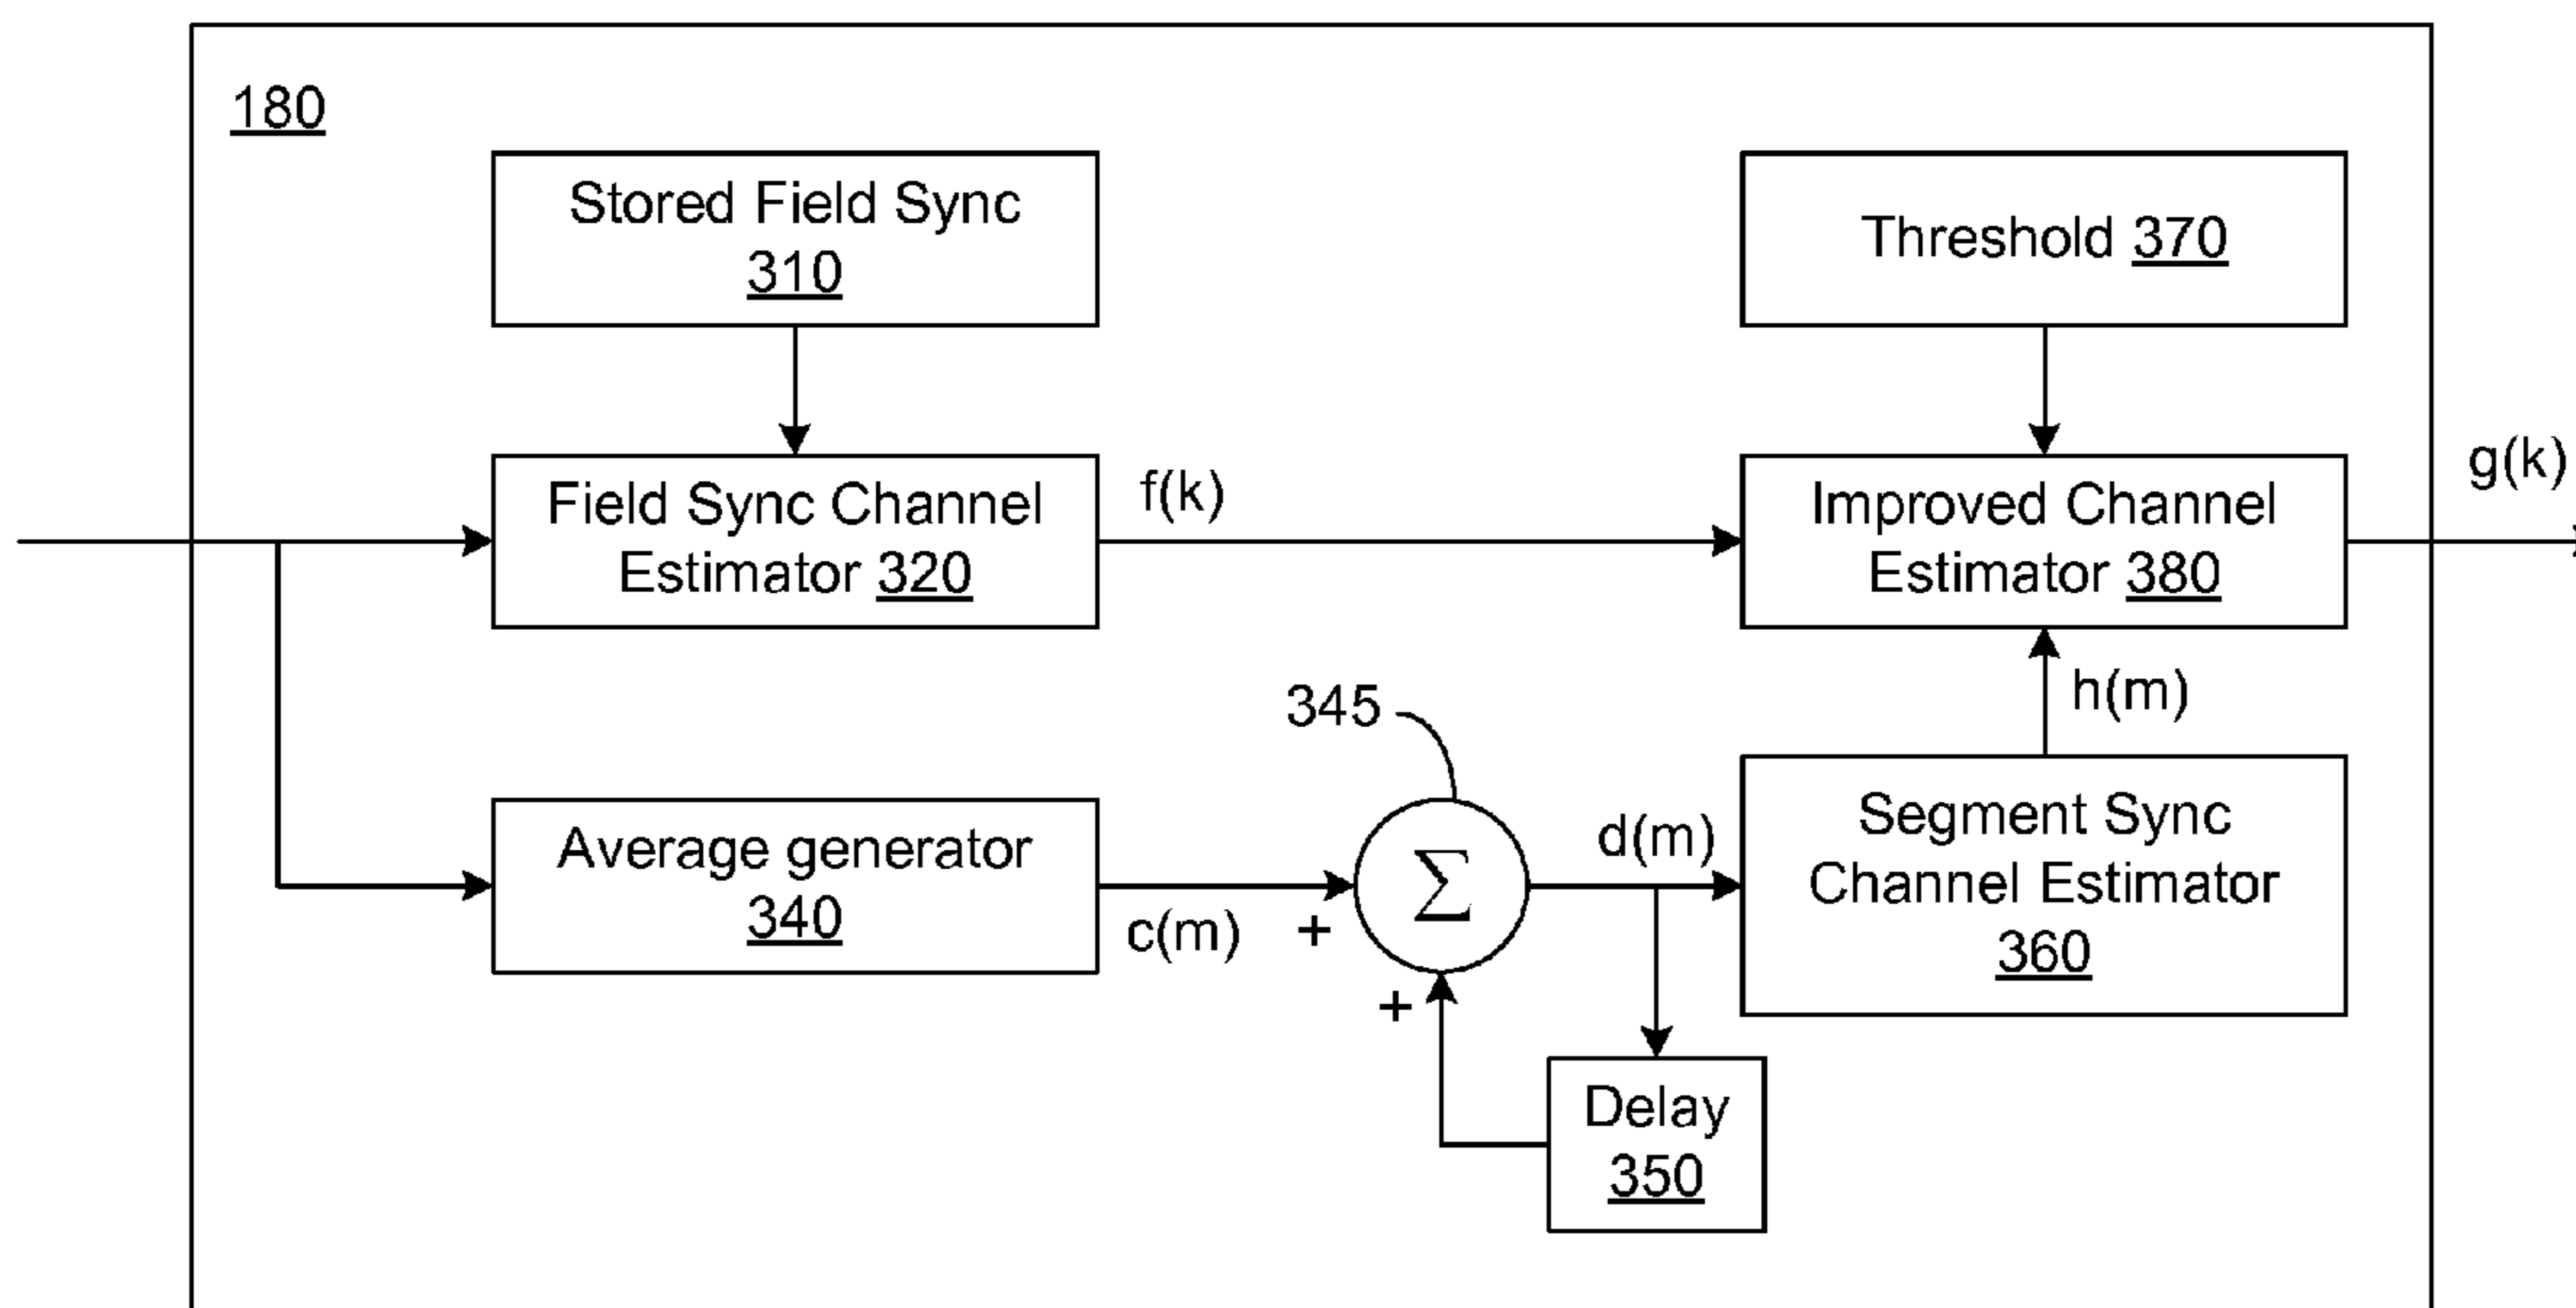 180
Stored Field Sync
310
Threshold 370
Field Sync Channel
Estimator 320
f(k)
Improved Channel
Estimator 380
g(k)
h(m)
345
Average generator
340
c(m)
+
Σ
+
d(m)
Segment Sync
Channel Estimator
360
Delay
350